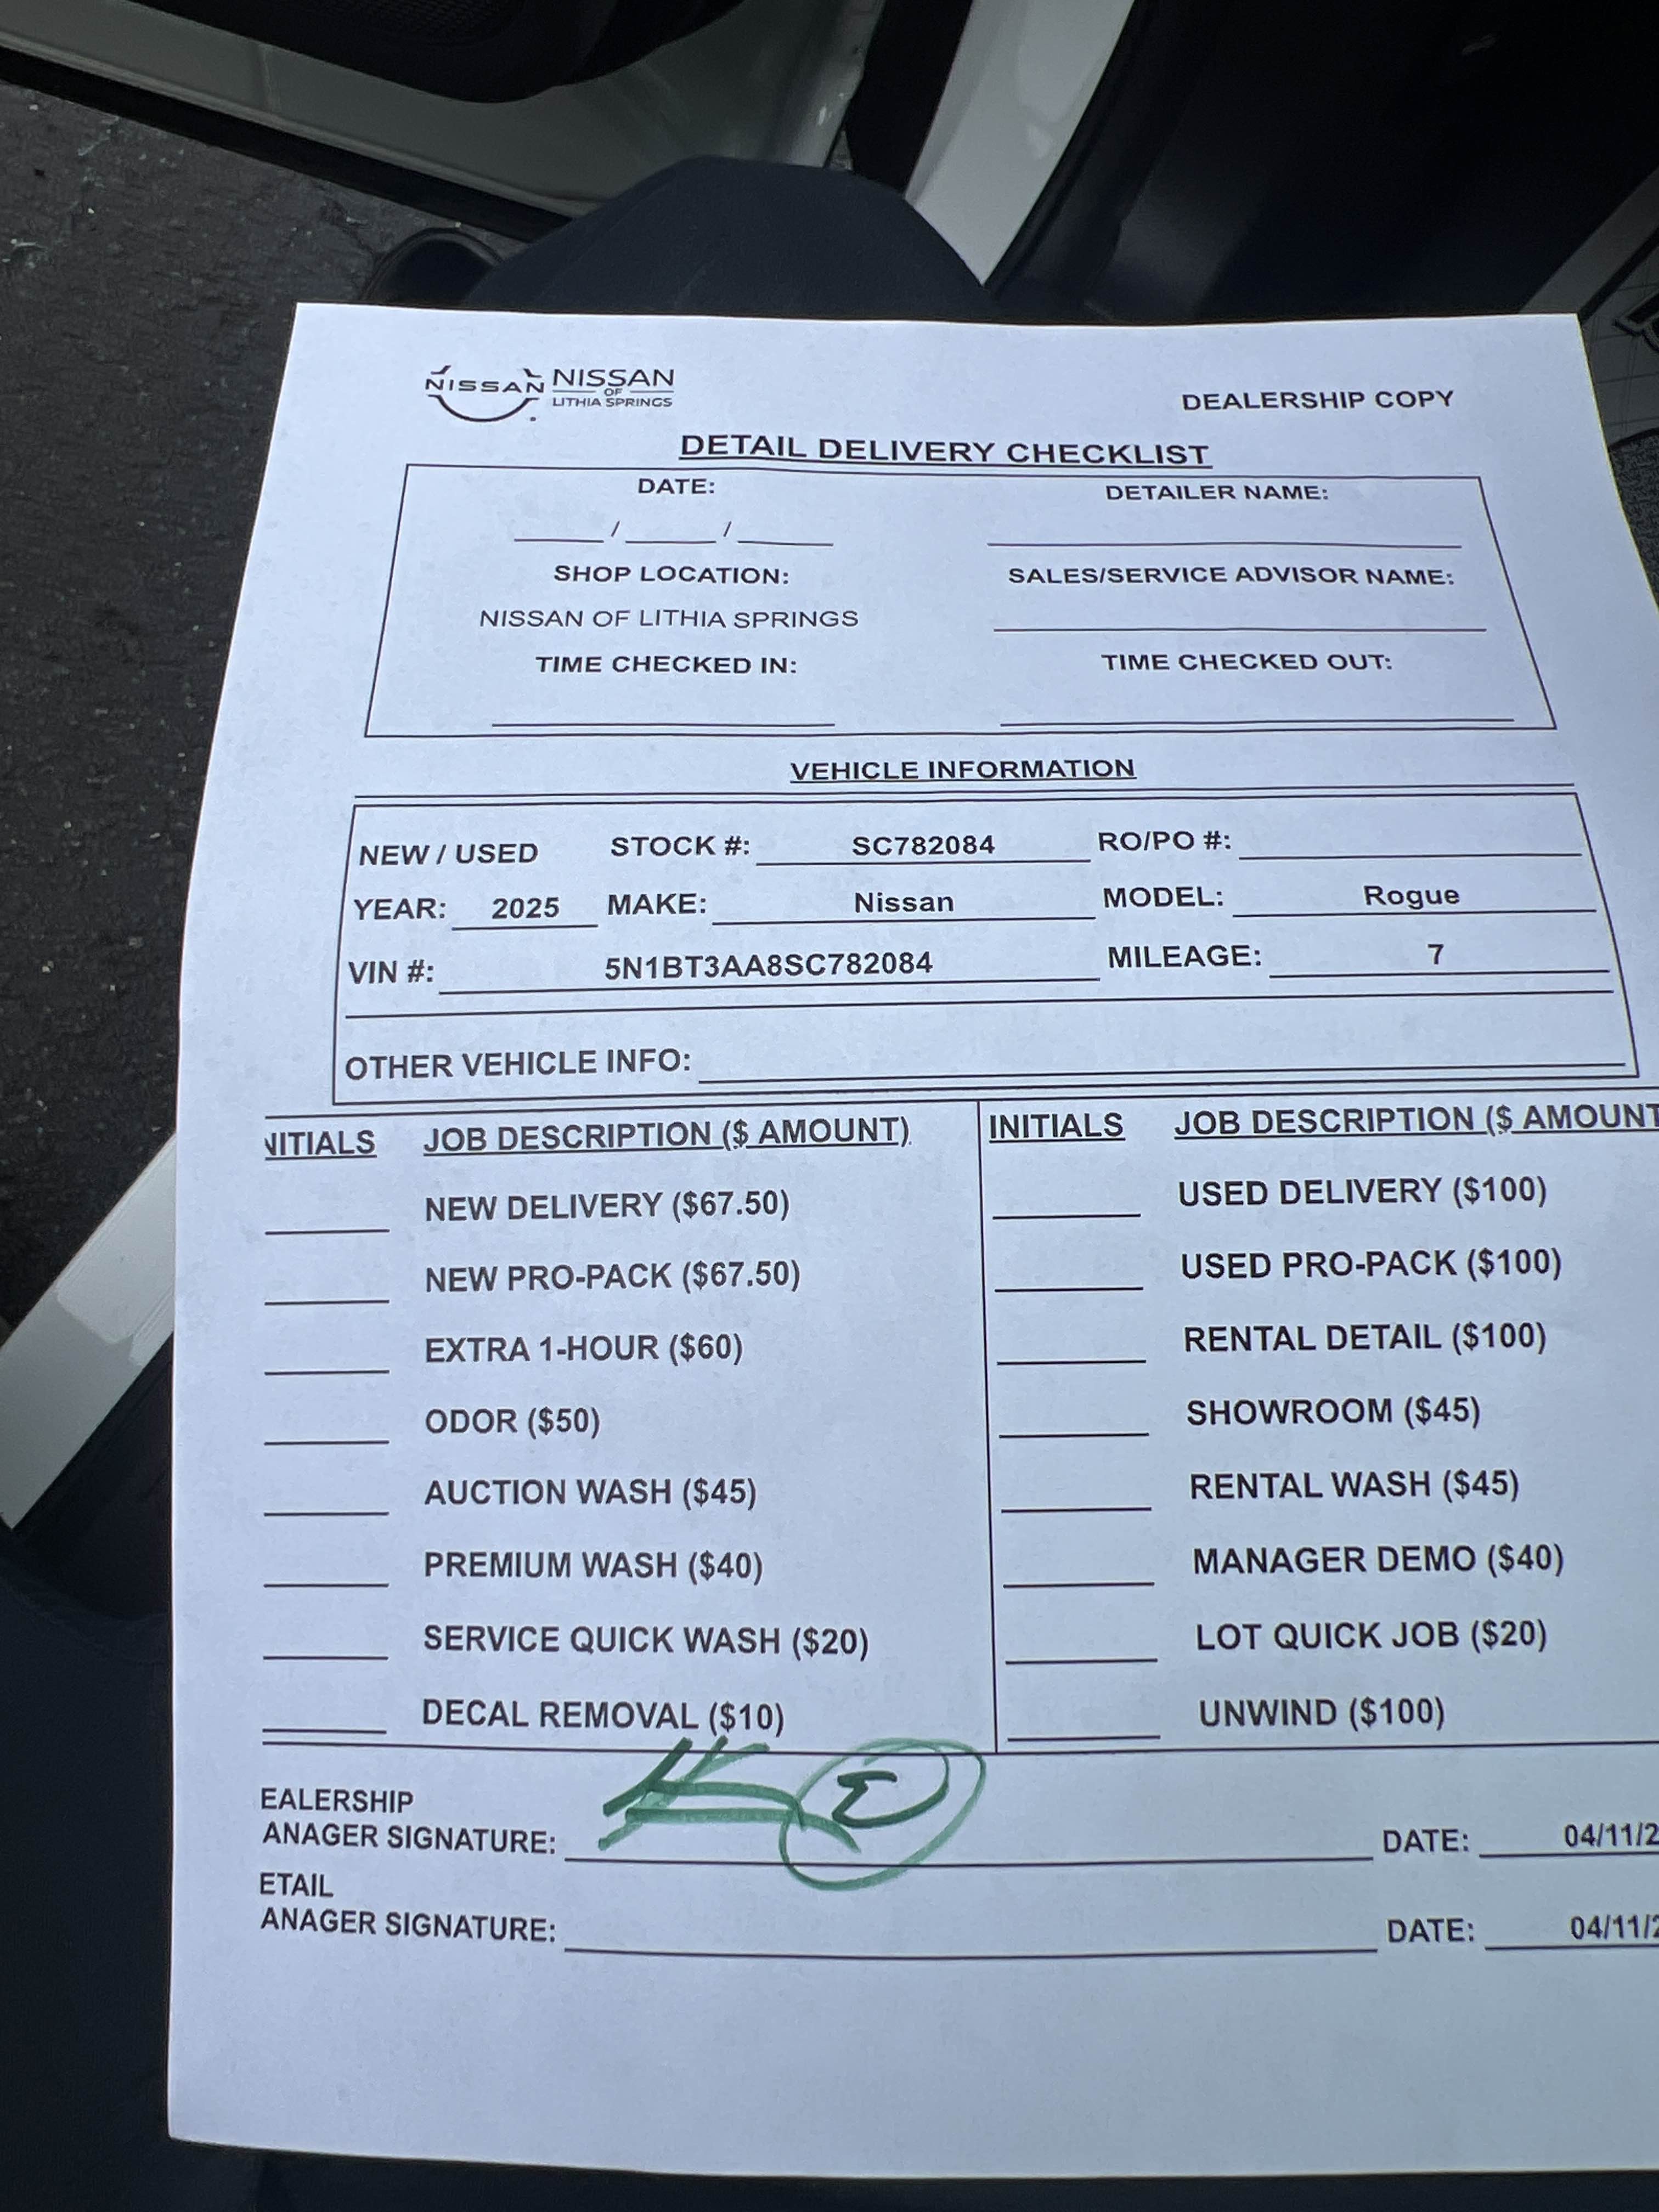 NISSAN NISSAN
OF
LITHIA SPRINGS
DEALERSHIP COPY
DETAIL DELIVERY CHECKLIST
DATE: DETAILER NAME:
____/____/____ ____________
SHOP LOCATION: SALES/SERVICE ADVISOR NAME:
NISSAN OF LITHIA SPRINGS
TIME CHECKED IN: TIME CHECKED OUT:
VEHICLE INFORMATION
NEW / USED STOCK #: SC782084 RO/PO #:
YEAR: 2025 MAKE: Nissan MODEL: Rogue
VIN #: 5N1BT3AA8SC782084 MILEAGE: 7
OTHER VEHICLE INFO:
NITIALS JOB DESCRIPTION ($ AMOUNT) INITIALS JOB DESCRIPTION ($ AMOUNT
NEW DELIVERY ($67.50) USED DELIVERY ($100)
NEW PRO-PACK ($67.50) USED PRO-PACK ($100)
EXTRA 1-HOUR ($60) RENTAL DETAIL ($100)
ODOR ($50) SHOWROOM ($45)
AUCTION WASH ($45) RENTAL WASH ($45)
PREMIUM WASH ($40) MANAGER DEMO ($40)
SERVICE QUICK WASH ($20) LOT QUICK JOB ($20)
DECAL REMOVAL ($10) UNWIND ($100)
EALERSHIP
ANAGER SIGNATURE: DATE: 04/11/2
ETAIL
ANAGER SIGNATURE: DATE: 04/11/2